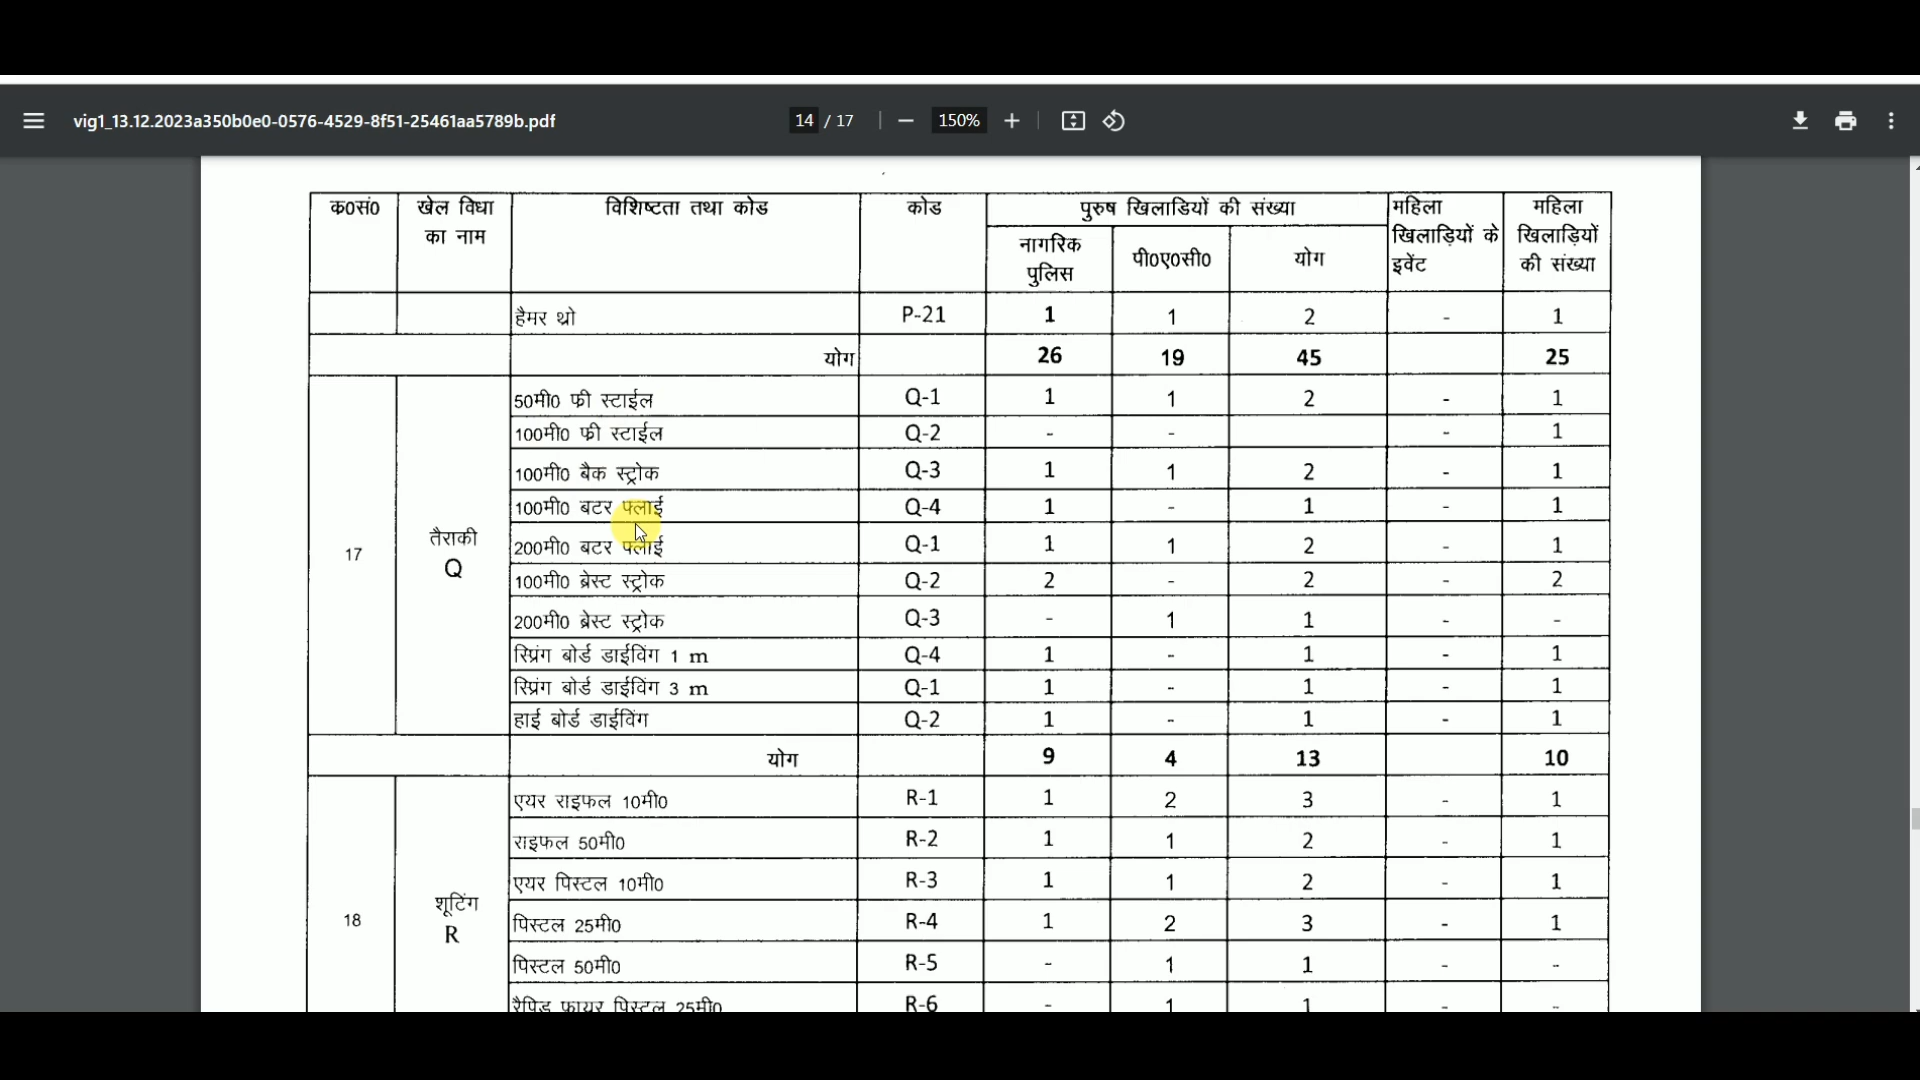 vig1_13.12.2023a350b0e0-0576-4529-8f51-25461aa5789b.pdf 14 / 17 150%
क0सं0 खेल विधा का नाम विशिष्टता तथा कोड कोड पुरुष खिलाडियों की संख्या महिला खिलाड़ियों के इवेंट महिला खिलाड़ियों की संख्या
नागरिक पुलिस पी0ए0सी0 योग
हैमर थ्रो P-21 1 1 2 - 1
योग 26 19 45 25
17 तैराकी Q
50मी0 फ्री स्टाईल Q-1 1 1 2 - 1
100मी0 फ्री स्टाईल Q-2 - - - 1
100मी0 बैक स्ट्रोक Q-3 1 1 2 - 1
100मी0 बटर फ्लाई Q-4 1 - 1 - 1
200मी0 बटर फ्लाई Q-1 1 1 2 - 1
100मी0 ब्रेस्ट स्ट्रोक Q-2 2 - 2 - 2
200मी0 ब्रेस्ट स्ट्रोक Q-3 - 1 1 - -
स्प्रिंग बोर्ड डाईविंग 1 m Q-4 1 - 1 - 1
स्प्रिंग बोर्ड डाईविंग 3 m Q-1 1 - 1 - 1
हाई बोर्ड डाईविंग Q-2 1 - 1 - 1
योग 9 4 13 10
18 शूटिंग R
एयर राइफल 10मी0 R-1 1 2 3 - 1
राइफल 50मी0 R-2 1 1 2 - 1
एयर पिस्टल 10मी0 R-3 1 1 2 - 1
पिस्टल 25मी0 R-4 1 2 3 - 1
पिस्टल 50मी0 R-5 - 1 1 - -
रैपिड फायर पिस्टल 25मी0 R-6 - 1 1 - -